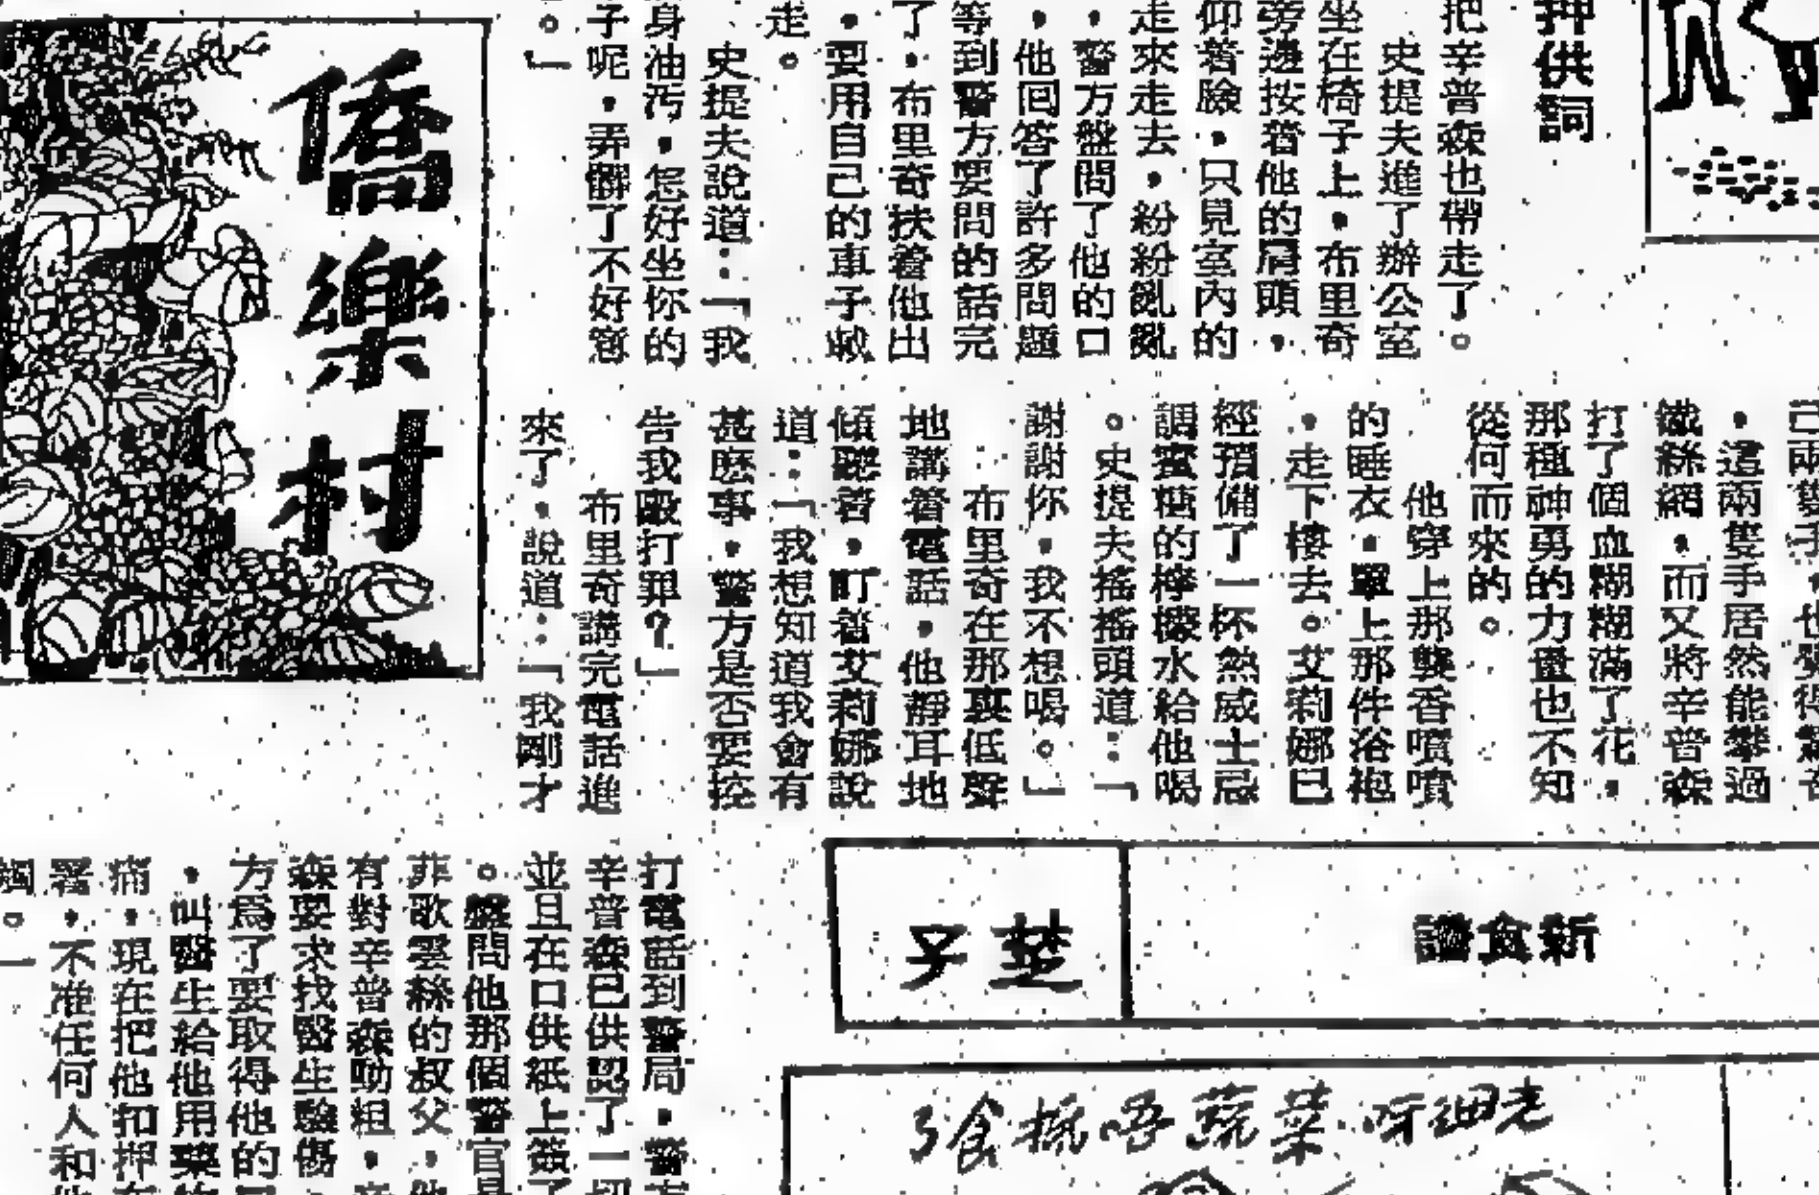 押供詞
把辛普森也帶走了。
史提夫進了辦公室
坐在椅子上，布里奇
旁邊按着他的肩頭，
仰着臉，只見室內的
走來走去，紛紛亂亂
，警方盤問了他的口
，他回答了許多問題
等到警方要問的話完
了，布里奇扶着他出
，要用自己的車子載
走。
史提夫說道：「我
身油污，怎好坐你的
子呢，弄髒了不好意
。」
，這兩隻手居然能攀過
鐵絲網，而又將辛普森
打了個血糊糊滿了花，
那種神勇的力量也不知
從何而來的。
他穿上那襲香噴噴
的睡衣，罩上那件浴袍
，走下樓去。艾莉娜已
經預備了一杯熱威士忌
調蜜糖的檸檬水給他喝
。史提夫搖搖頭道：「
謝謝你，我不想喝。」
布里奇在那裏低聲
地講着電話，他靜耳地
傾聽着，盯着艾莉娜說
道：「我想知道我會有
甚麽事，警方是否要控
告我毆打罪？」
布里奇講完電話進
來了，說道：「我剛才
僑樂村
打電話到警局，警方
辛普森已供認了一切
並且在口供紙上簽了
。盤問他那個警官是
菲歌雲絲的叔父，他
有對辛普森動粗，辛
森要求找醫生驗傷，
方爲了要取得他的
，叫醫生給他用藥
痛，現在把他扣押在
署，不准任何人和他
觸。」
新食譜
芝子
老細呀菜蔬唔搲食